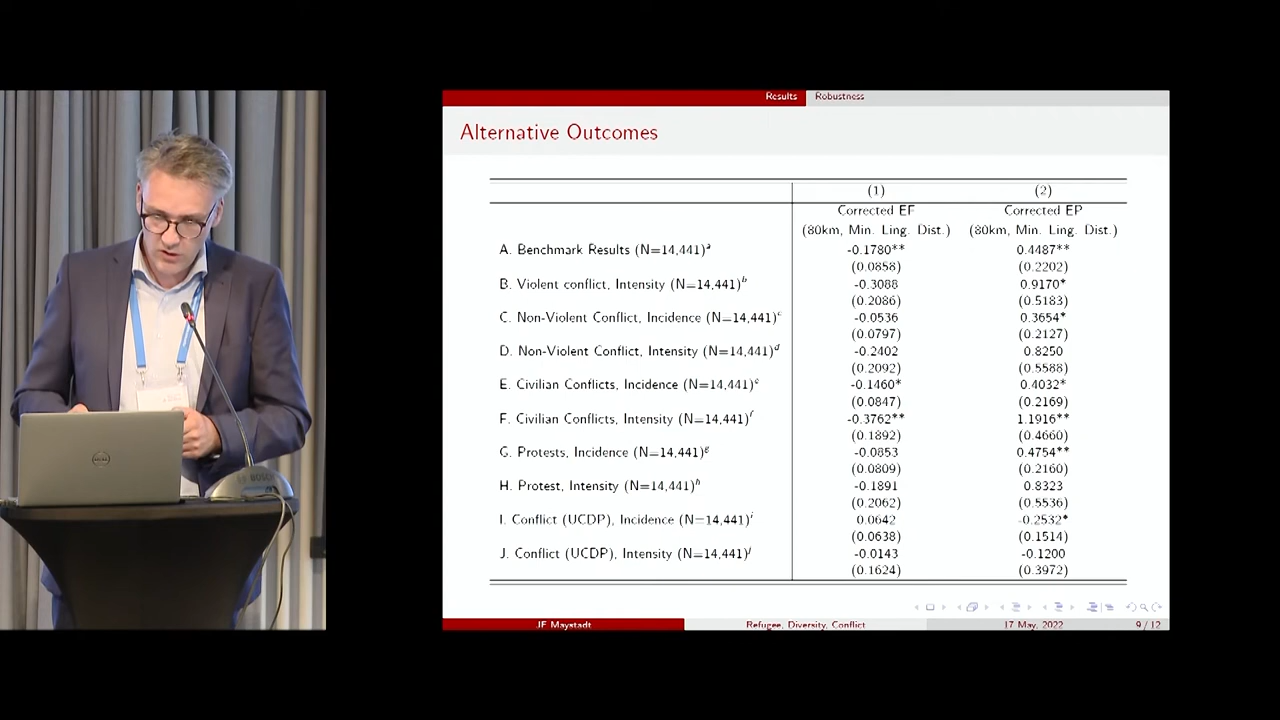 Results Robustness
Alternative Outcomes
(1) (2)
Corrected EF Corrected EP
(80km, Min. Ling. Dist.) (80km, Min. Ling. Dist.)
A. Benchmark Results (N=14,441)ᵃ -0.1780** 0.4487**
(0.0858) (0.2202)
B. Violent conflict, Intensity (N=14,441)ᵇ -0.3088 0.9170*
(0.2086) (0.5183)
C. Non-Violent Conflict, Incidence (N=14,441)ᶜ -0.0536 0.3654*
(0.0797) (0.2127)
D. Non-Violent Conflict, Intensity (N=14,441)ᵈ -0.2402 0.8250
(0.2092) (0.5588)
E. Civilian Conflicts, Incidence (N=14,441)ᵉ -0.1460* 0.4032*
(0.0847) (0.2169)
F. Civilian Conflicts, Intensity (N=14,441)ᶠ -0.3762** 1.1916**
(0.1892) (0.4660)
G. Protests, Incidence (N=14,441)ᵍ -0.0853 0.4754**
(0.0809) (0.2160)
H. Protest, Intensity (N=14,441)ʰ -0.1891 0.8323
(0.2062) (0.5536)
I. Conflict (UCDP), Incidence (N=14,441)ⁱ 0.0642 -0.2532*
(0.0638) (0.1514)
J. Conflict (UCDP), Intensity (N=14,441)ʲ -0.0143 -0.1200
(0.1624) (0.3972)
JF Maystadt Refugee, Diversity, Conflict 17 May, 2022 9 / 12
DELL
BOSCH